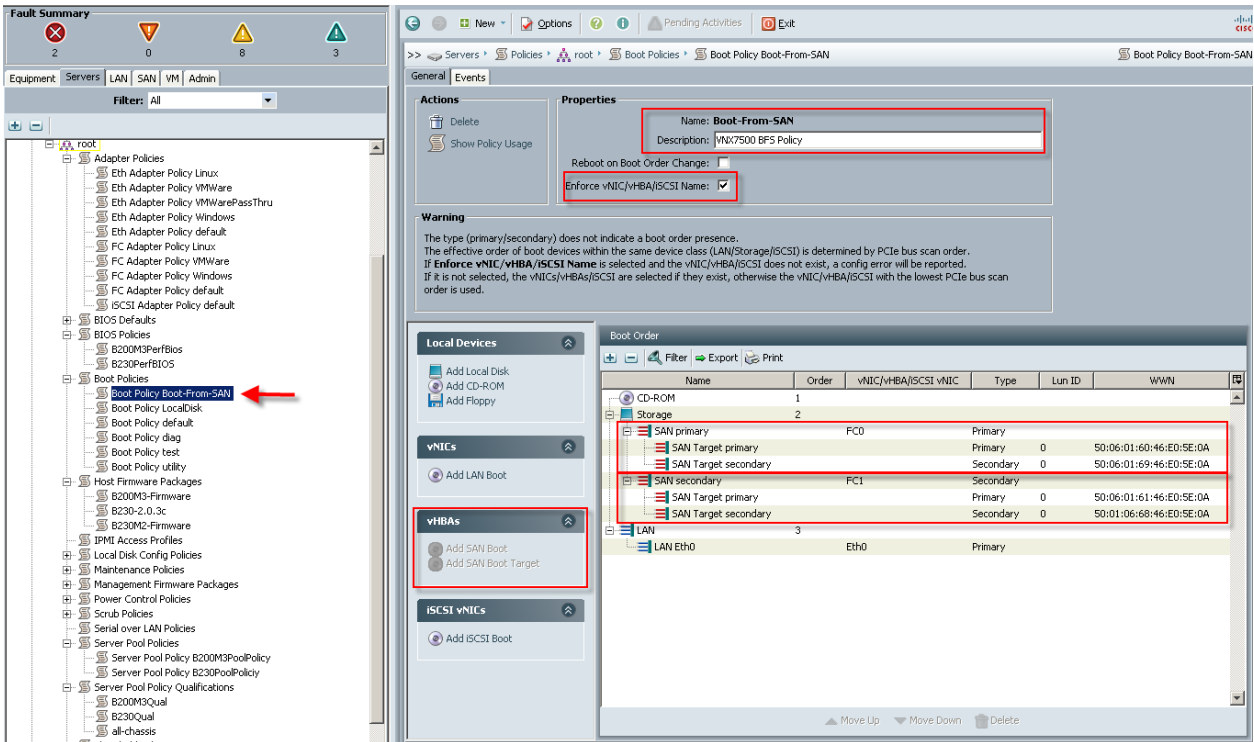 Fault Summary
2 0 8 3
Equipment Servers LAN SAN VM Admin
Filter: All
root
Adapter Policies
Eth Adapter Policy Linux
Eth Adapter Policy VMWare
Eth Adapter Policy VMWarePassThru
Eth Adapter Policy Windows
Eth Adapter Policy default
FC Adapter Policy Linux
FC Adapter Policy VMWare
FC Adapter Policy Windows
FC Adapter Policy default
iSCSI Adapter Policy default
BIOS Defaults
BIOS Policies
B200M3PerfBios
B230PerfBIOS
Boot Policies
Boot Policy Boot-From-SAN
Boot Policy LocalDisk
Boot Policy default
Boot Policy diag
Boot Policy test
Boot Policy utility
Host Firmware Packages
B200M3-Firmware
B230-2.0.3c
B230M2-Firmware
IPMI Access Profiles
Local Disk Config Policies
Maintenance Policies
Management Firmware Packages
Power Control Policies
Scrub Policies
Serial over LAN Policies
Server Pool Policies
Server Pool Policy B200M3PoolPolicy
Server Pool Policy B230PoolPoliciy
Server Pool Policy Qualifications
B200M3Qual
B230Qual
all-chassis
New Options Pending Activities Exit
>> Servers Policies root Boot Policies Boot Policy Boot-From-SAN Boot Policy Boot-From-SAN
General Events
Actions
Delete
Show Policy Usage
Properties
Name: Boot-From-SAN
Description: VNX7500 BFS Policy
Reboot on Boot Order Change:
Enforce vNIC/vHBA/iSCSI Name:
Warning
The type (primary/secondary) does not indicate a boot order presence.
The effective order of boot devices within the same device class (LAN/Storage/iSCSI) is determined by PCIe bus scan order.
If Enforce vNIC/vHBA/iSCSI Name is selected and the vNIC/vHBA/iSCSI does not exist, a config error will be reported.
If it is not selected, the vNICs/vHBAs/iSCSI are selected if they exist, otherwise the vNIC/vHBA/iSCSI with the lowest PCIe bus scan
order is used.
Local Devices
Add Local Disk
Add CD-ROM
Add Floppy
vNICs
Add LAN Boot
vHBAs
Add SAN Boot
Add SAN Boot Target
iSCSI vNICs
Add iSCSI Boot
Boot Order
Filter Export Print
Name Order vNIC/vHBA/iSCSI vNIC Type Lun ID WWN
CD-ROM 1
Storage 2
SAN primary FC0 Primary
SAN Target primary Primary 0 50:06:01:60:46:E0:5E:0A
SAN Target secondary Secondary 0 50:06:01:69:46:E0:5E:0A
SAN secondary FC1 Secondary
SAN Target primary Primary 0 50:06:01:61:46:E0:5E:0A
SAN Target secondary Secondary 0 50:01:06:68:46:E0:5E:0A
LAN 3
LAN Eth0 Eth0 Primary
Move Up Move Down Delete